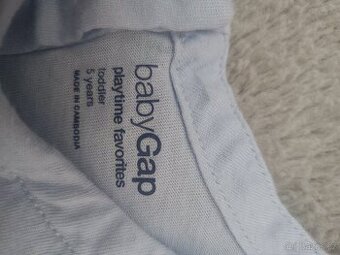 babyGap
playtime favorites
toddler
5 years
MADE IN CAMBODIA